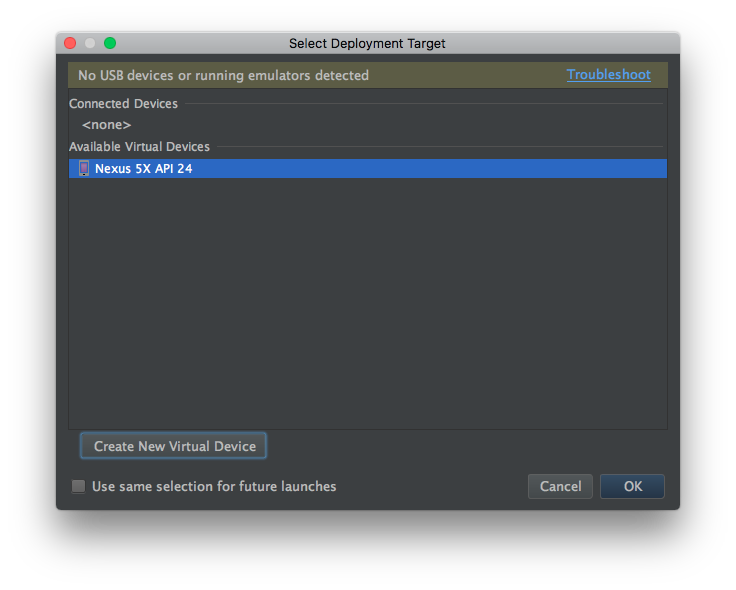 Select Deployment Target
No USB devices or running emulators detected Troubleshoot
Connected Devices
<none>
Available Virtual Devices
Nexus 5X API 24
Create New Virtual Device
Use same selection for future launches Cancel OK